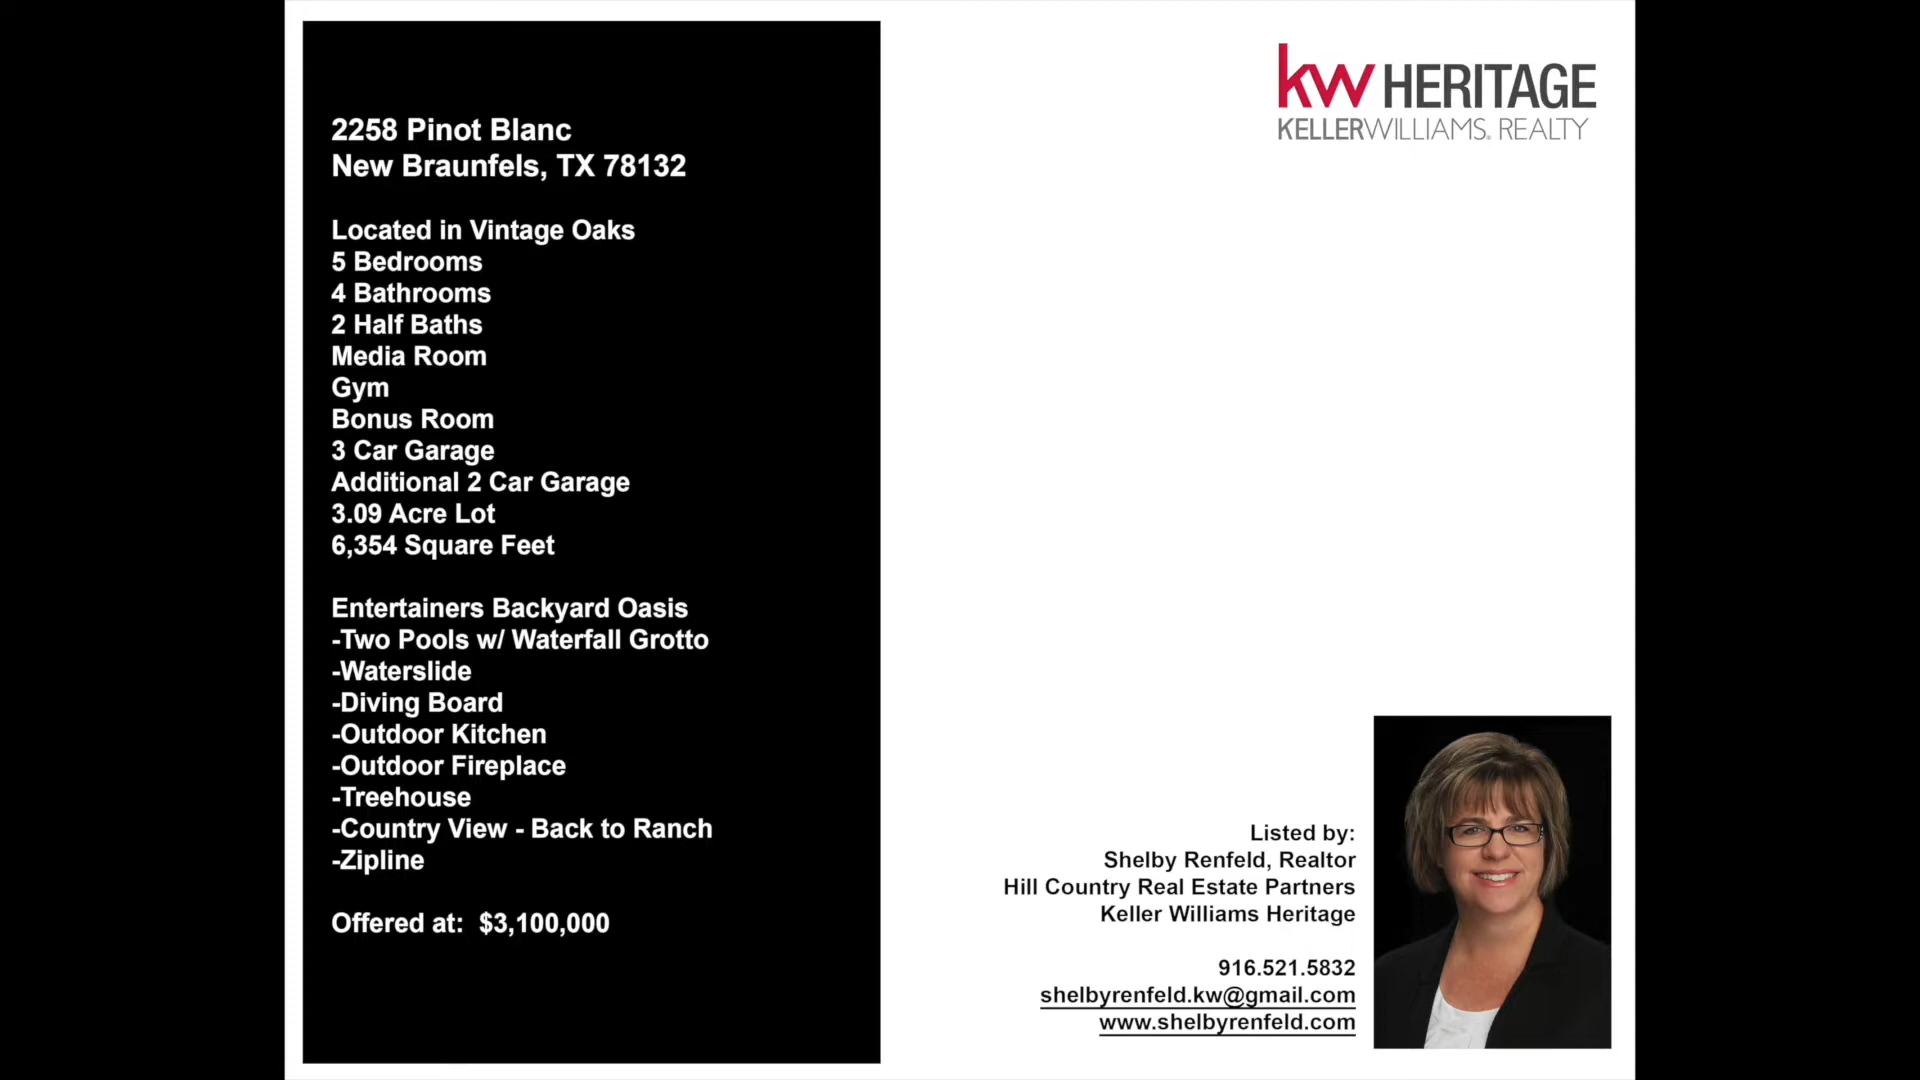 2258 Pinot Blanc
New Braunfels, TX 78132
Located in Vintage Oaks
5 Bedrooms
4 Bathrooms
2 Half Baths
Media Room
Gym
Bonus Room
3 Car Garage
Additional 2 Car Garage
3.09 Acre Lot
6,354 Square Feet
Entertainers Backyard Oasis
-Two Pools w/ Waterfall Grotto
-Waterslide
-Diving Board
-Outdoor Kitchen
-Outdoor Fireplace
-Treehouse
-Country View - Back to Ranch
-Zipline
Offered at:  $3,100,000
kw HERITAGE
KELLERWILLIAMS. REALTY
Listed by:
Shelby Renfeld, Realtor
Hill Country Real Estate Partners
Keller Williams Heritage
916.521.5832
shelbyrenfeld.kw@gmail.com
www.shelbyrenfeld.com